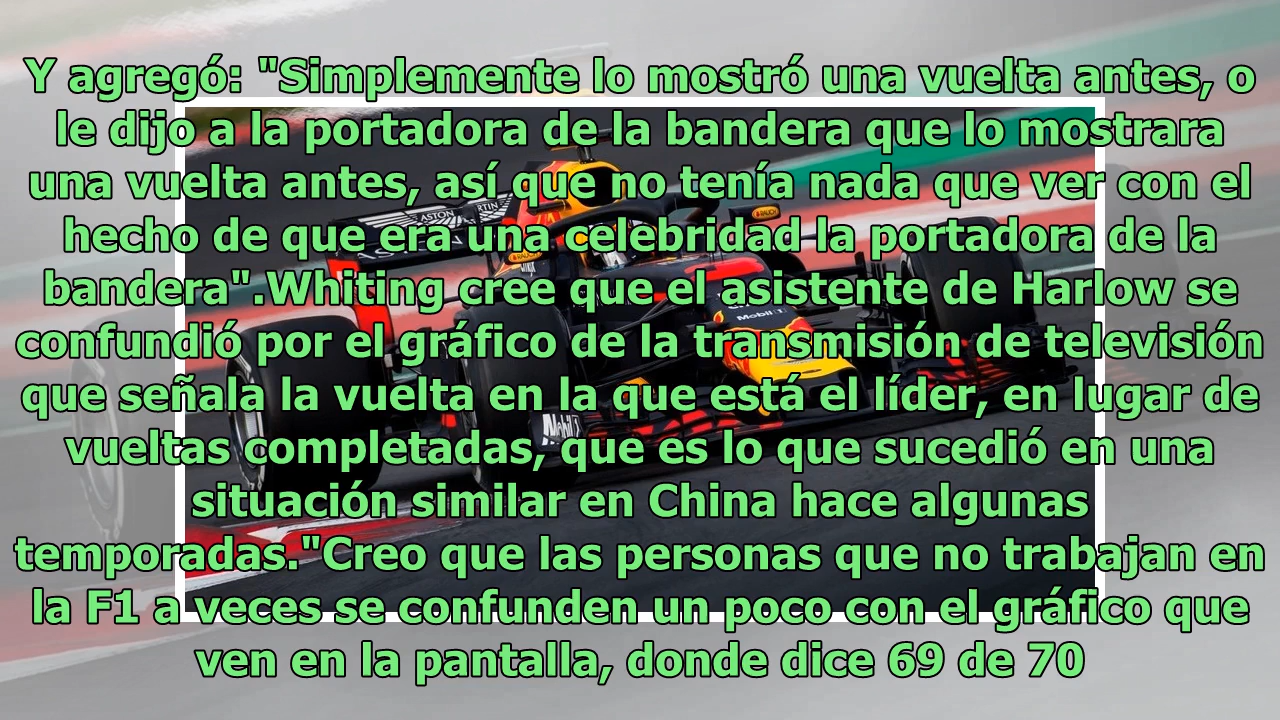 Y agregó: "Simplemente lo mostró una vuelta antes, o
le dijo a la portadora de la bandera que lo mostrara
una vuelta antes, así que no tenía nada que ver con el
hecho de que era una celebridad la portadora de la
bandera".Whiting cree que el asistente de Harlow se
confundió por el gráfico de la transmisión de televisión
que señala la vuelta en la que está el líder, en lugar de
vueltas completadas, que es lo que sucedió en una
situación similar en China hace algunas
temporadas."Creo que las personas que no trabajan en
la F1 a veces se confunden un poco con el gráfico que
ven en la pantalla, donde dice 69 de 70
ASTON MARTIN
Mobil 1